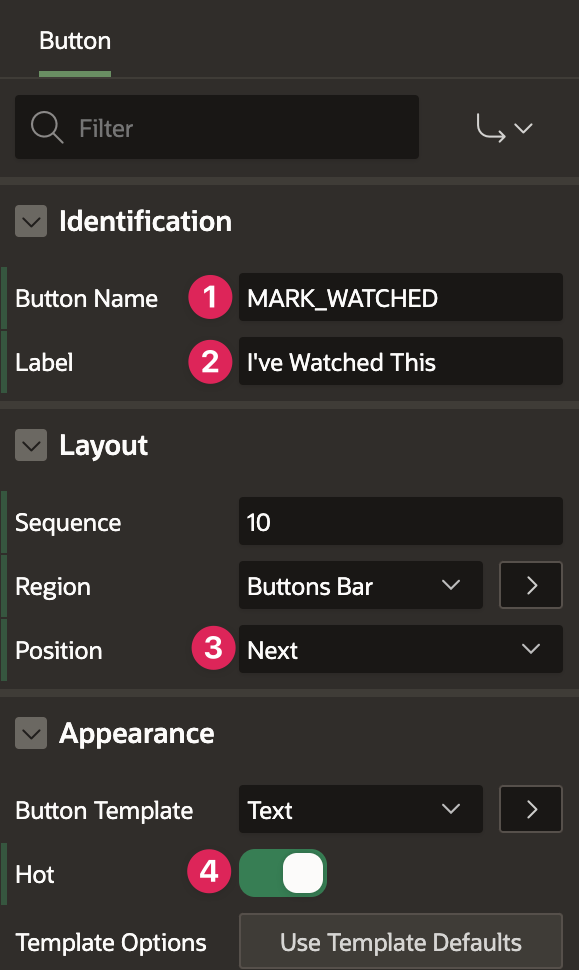 Button
Filter
Identification
Button Name 1 MARK_WATCHED
Label 2 I've Watched This
Layout
Sequence 10
Region Buttons Bar
Position 3 Next
Appearance
Button Template Text
Hot 4
Template Options Use Template Defaults